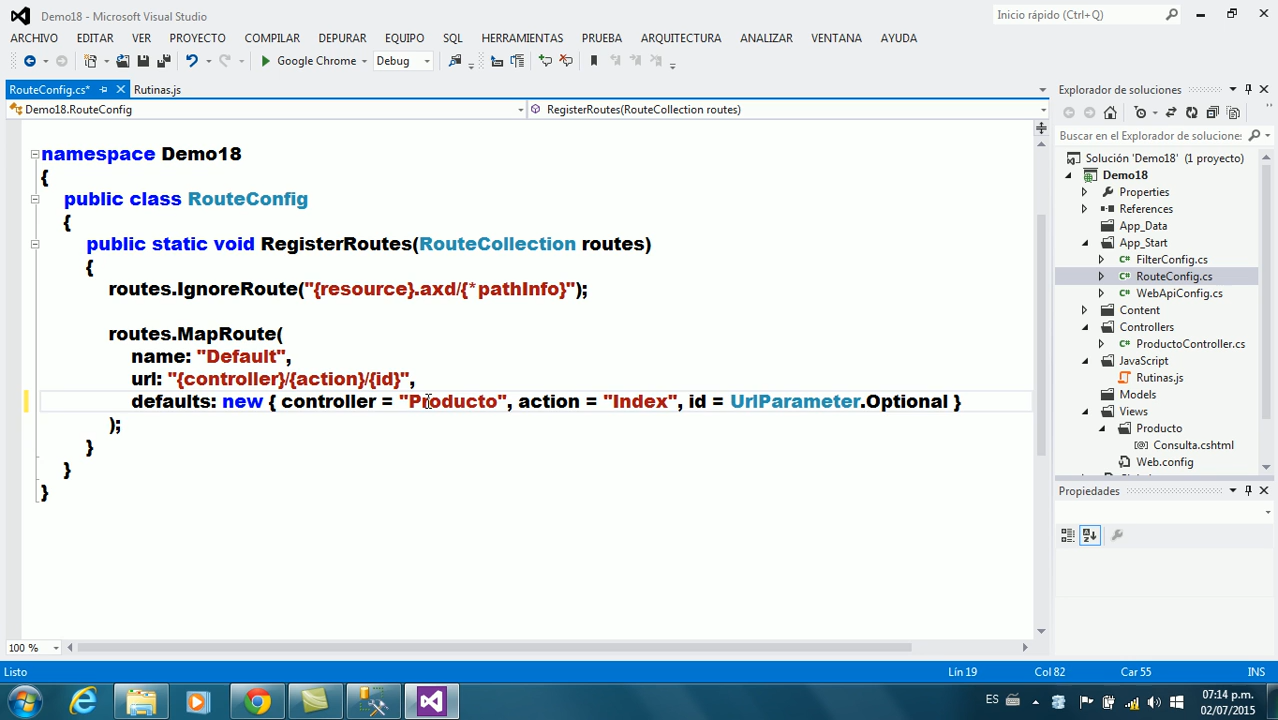 Demo18 - Microsoft Visual Studio
Inicio rápido (Ctrl+Q)
ARCHIVO EDITAR VER PROYECTO COMPILAR DEPURAR EQUIPO SQL HERRAMIENTAS PRUEBA ARQUITECTURA ANALIZAR VENTANA AYUDA
Google Chrome Debug
RouteConfig.cs* Rutinas.js
Demo18.RouteConfig RegisterRoutes(RouteCollection routes)
namespace Demo18
{
public class RouteConfig
{
public static void RegisterRoutes(RouteCollection routes)
{
routes.IgnoreRoute("{resource}.axd/{*pathInfo}");
routes.MapRoute(
name: "Default",
url: "{controller}/{action}/{id}",
defaults: new { controller = "Producto", action = "Index", id = UrlParameter.Optional }
);
}
}
}
100 %
Explorador de soluciones
Buscar en el Explorador de soluciones
Solución 'Demo18' (1 proyecto)
Demo18
Properties
References
App_Data
App_Start
FilterConfig.cs
RouteConfig.cs
WebApiConfig.cs
Content
Controllers
ProductoController.cs
JavaScript
Rutinas.js
Models
Views
Producto
Consulta.cshtml
Web.config
Propiedades
Listo Lín 19 Col 82 Car 55 INS
ES 07:14 p.m.
02/07/2015